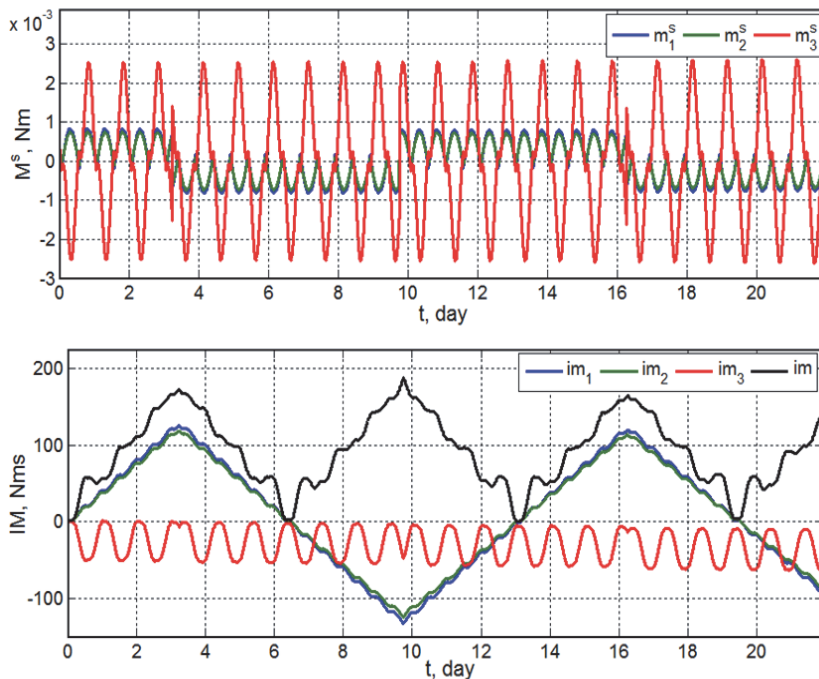 x 10⁻³
m₁ˢ m₂ˢ m₃ˢ
3
2
1
0
-1
-2
-3
Mˢ, Nm
0 2 4 6 8 10 12 14 16 18 20
t, day
im₁ im₂ im₃ im
200
100
0
-100
IM, Nms
0 2 4 6 8 10 12 14 16 18 20
t, day